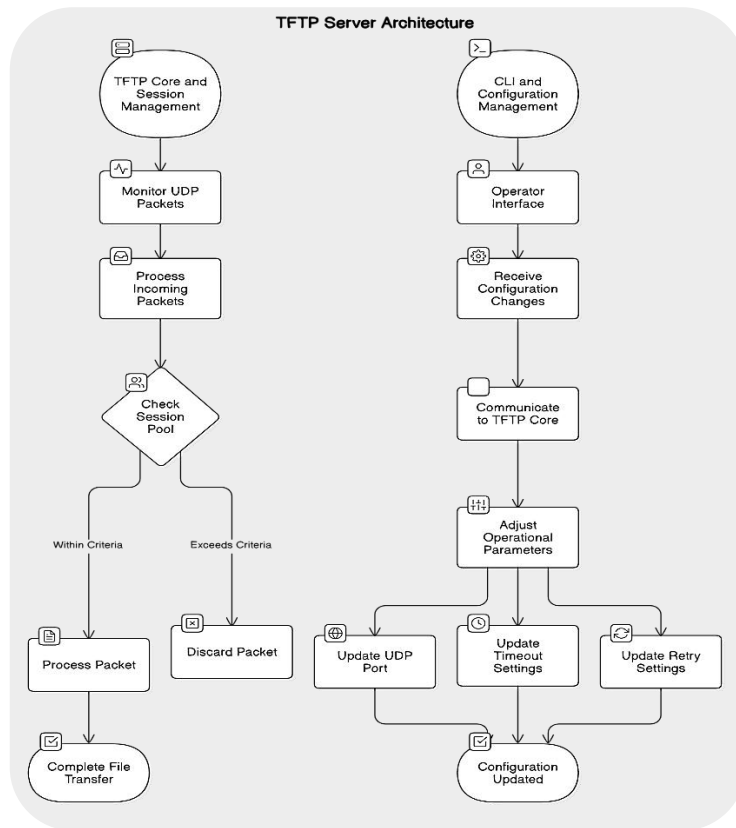 TFTP Server Architecture
TFTP Core and
Session
Management
CLI and
Configuration
Management
Monitor UDP
Packets
Operator
Interface
Process
Incoming
Packets
Receive
Configuration
Changes
Check
Session
Pool
Communicate
to TFTP Core
Adjust
Operational
Parameters
Within Criteria
Exceeds Criteria
Process Packet
Discard Packet
Update UDP
Port
Update
Timeout
Settings
Update Retry
Settings
Complete File
Transfer
Configuration
Updated